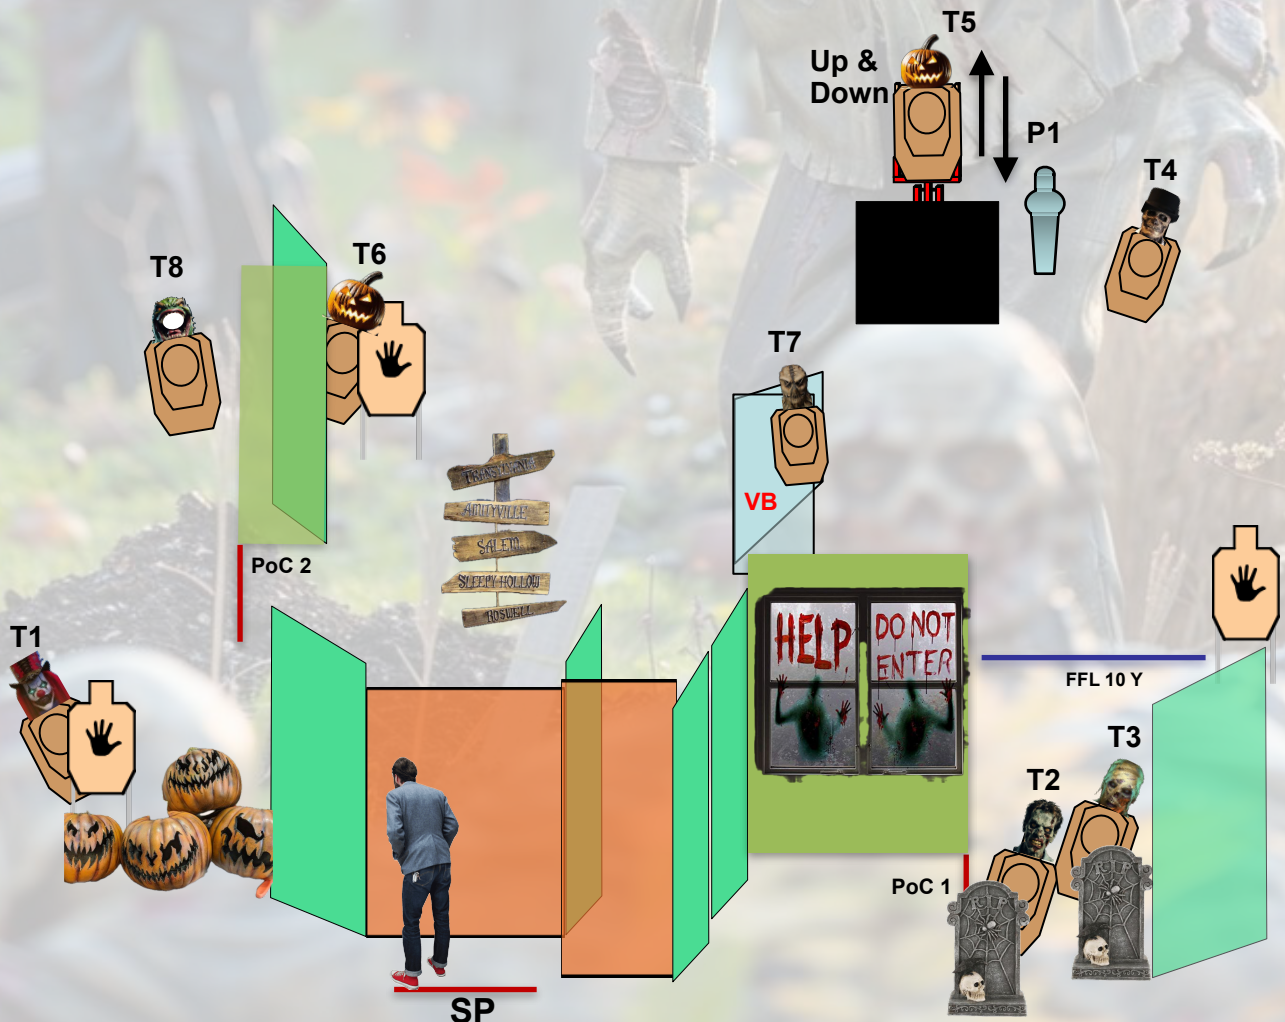 T5
Up &
Down
P1
T4
T8
T6
T7
VB
TRANSYLVANIA
AMITYVILLE
SALEM
SLEEPY HOLLOW
ROSWELL
PoC 2
T1
HELP
DO NOT
ENTER
FFL 10 Y
T3
T2
PoC 1
R.I.P
R.I.P
SP